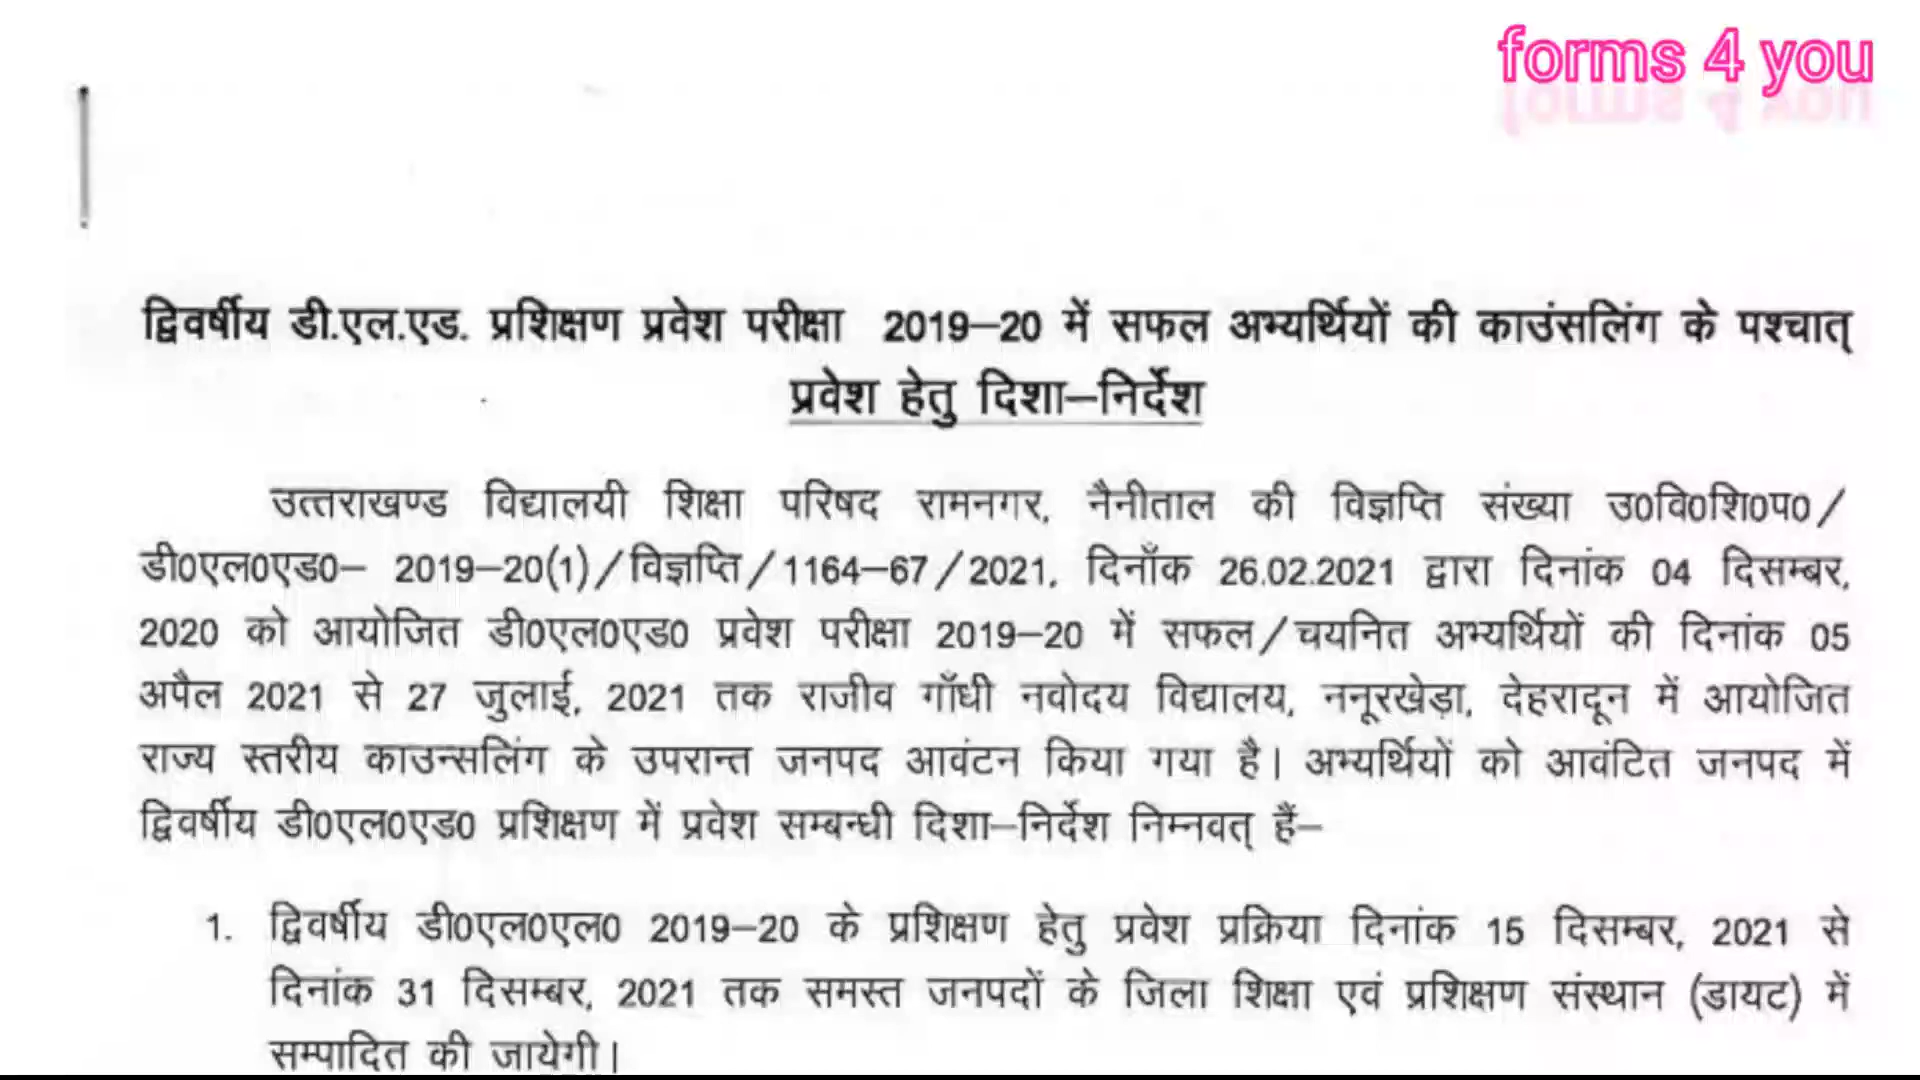 forms 4 you
द्विवर्षीय डी.एल.एड. प्रशिक्षण प्रवेश परीक्षा 2019–20 में सफल अभ्यर्थियों की काउंसलिंग के पश्चात्
प्रवेश हेतु दिशा–निर्देश
उत्तराखण्ड विद्यालयी शिक्षा परिषद रामनगर, नैनीताल की विज्ञप्ति संख्या उ0वि0शि0प0/
डी0एल0एड0– 2019–20(1)/विज्ञप्ति/1164–67/2021, दिनॉंक 26.02.2021 द्वारा दिनांक 04 दिसम्बर,
2020 को आयोजित डी0एल0एड0 प्रवेश परीक्षा 2019–20 में सफल/चयनित अभ्यर्थियों की दिनांक 05
अपैल 2021 से 27 जुलाई, 2021 तक राजीव गाँधी नवोदय विद्यालय, ननूरखेड़ा, देहरादून में आयोजित
राज्य स्तरीय काउन्सलिंग के उपरान्त जनपद आवंटन किया गया है। अभ्यर्थियों को आवंटित जनपद में
द्विवर्षीय डी0एल0एड0 प्रशिक्षण में प्रवेश सम्बन्धी दिशा–निर्देश निम्नवत् हैं–
1. द्विवर्षीय डी0एल0एल0 2019–20 के प्रशिक्षण हेतु प्रवेश प्रक्रिया दिनांक 15 दिसम्बर, 2021 से
दिनांक 31 दिसम्बर, 2021 तक समस्त जनपदों के जिला शिक्षा एवं प्रशिक्षण संस्थान (डायट) में
सम्पादित की जायेगी।